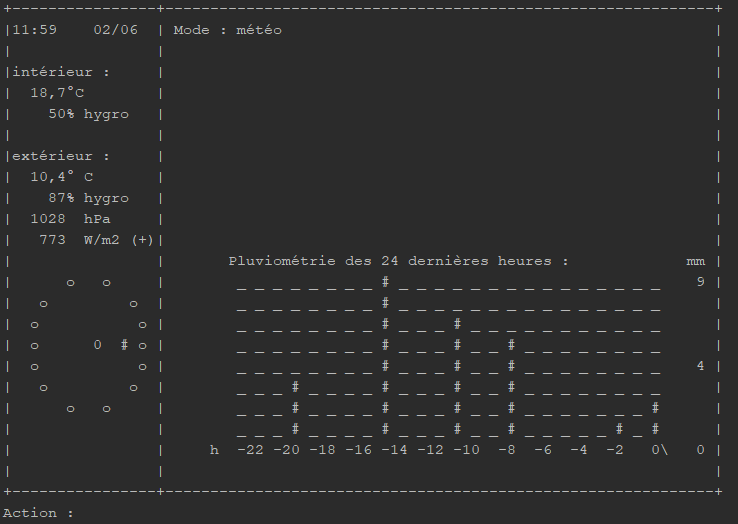 +----------------+-------------------------------------------------------------+
|11:59    02/06  | Mode : météo                                                |
|                |                                                             |
|intérieur :     |                                                             |
|  18,7°C        |                                                             |
|    50% hygro   |                                                             |
|                |                                                             |
|extérieur :     |                                                             |
|  10,4° C       |                                                             |
|    87% hygro   |                                                             |
|  1028  hPa     |                                                             |
|   773  W/m2 (+)|                                                             |
|                |       Pluviométrie des 24 dernières heures :             mm |
|      o   o     |        _ _ _ _ _ _ _ _ # _ _ _ _ _ _ _ _ _ _ _ _ _ _ _    9 |
|   o         o  |        _ _ _ _ _ _ _ _ # _ _ _ _ _ _ _ _ _ _ _ _ _ _ _      |
|  o           o |        _ _ _ _ _ _ _ _ # _ _ _ # _ _ _ _ _ _ _ _ _ _ _      |
|  o      0  # o |        _ _ _ _ _ _ _ _ # _ _ _ # _ _ # _ _ _ _ _ _ _ _      |
|  o           o |        _ _ _ _ _ _ _ _ # _ _ _ # _ _ # _ _ _ _ _ _ _ _    4 |
|   o         o  |        _ _ _ # _ _ _ _ # _ _ _ # _ _ # _ _ _ _ _ _ _ _      |
|      o   o     |        _ _ _ # _ _ _ _ # _ _ _ # _ _ # _ _ _ _ _ _ _ #      |
|                |        _ _ _ # _ _ _ _ # _ _ _ # _ _ # _ _ _ _ _ # _ #      |
|                |     h  -22 -20 -18 -16 -14 -12 -10  -8  -6  -4  -2   0\   0 |
|                |                                                             |
+----------------+-------------------------------------------------------------+
Action :